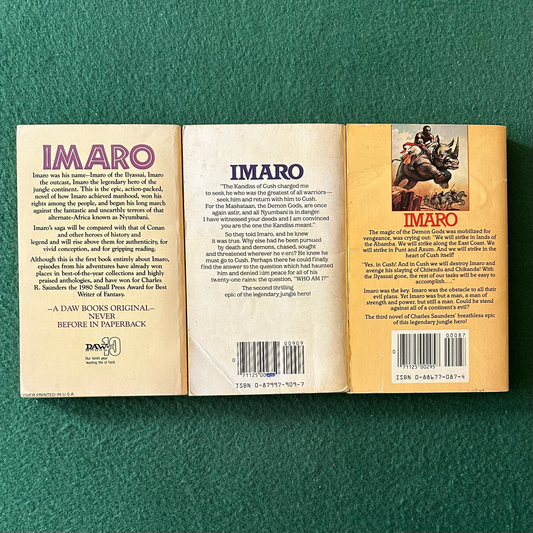 IMARO
Imaro was his name—Imaro of the Ilyassai, Imaro
the outcast, Imaro the legendary hero of the
jungle continent. This is the epic, action-packed,
novel of how Imaro achieved manhood, won his
rights among the people, and began his long march
against the fantastic and unearthly terrors of that
alternate-Africa known as Nyumbani.
Imaro's saga will be compared with that of Conan
and other heroes of history and
legend and will rise above them for authenticity, for
vivid conception, and for gripping reading.
Although this is the first book entirely about Imaro,
episodes from his adventures have already won
places in best-of-the-year collections and highly
praised anthologies, and have won for Charles
R. Saunders the 1980 Small Press Award for Best
Writer of Fantasy.
—A DAW BOOKS ORIGINAL—
NEVER
BEFORE IN PAPERBACK
DAW 10
Our tenth year
leading the sf field.
PRINTED IN U.S.A.
IMARO
"The Kandiss of Cush charged me
to seek he who was the greatest of all warriors—
seek him and return with him to Cush.
For the Mashataan, the Demon Gods, are once
again astir, and all Nyumbani is in danger.
I have witnessed your deeds and I am convinced
you are the one the Kandiss meant."
So they told Imaro, and he knew
it was true. Why else had he been pursued
by death and demons, chased, sought
and threatened wherever he went? He knew he
must go to Cush. Perhaps there he could finally
find the answer to the question which had haunted
him and denied him peace for all of his
twenty-one rains: the question, "WHO AM I?"
The second thrilling
epic of the legendary jungle hero!
00909
71125 00
ISBN 0-87997-909-7
IMARO
The magic of the Demon Gods was mobilized for
vengeance, was crying out: "We will strike in lands of
the Abamba. We will strike along the East Coast. We
will strike in Punt and Axum. And we will strike in the
heart of Cush itself!
"Yes, in Cush! And in Cush we will destroy Imaro and
avenge his slaying of Chitendu and Chikanda! With
the Ilyassai gone, the rest of our tasks will be easy to
accomplish. . . ."
Imaro was the key. Imaro was the obstacle to all their
evil plans. Yet Imaro was but a man, a man of
strength and power, but still a man. Could he stand
against all of a continent's evil?
The third novel of Charles Saunders' breathless epic
of this legendary jungle hero!
00087
71125 00295
ISBN 0-88677-087-4